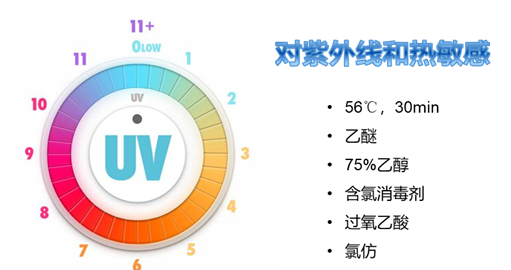 11+
0LOW
1
2
3
4
5
6
7
8
9
10
11
UV
UV
对紫外线和热敏感
• 56℃，30min
• 乙醚
• 75%乙醇
• 含氯消毒剂
• 过氧乙酸
• 氯仿